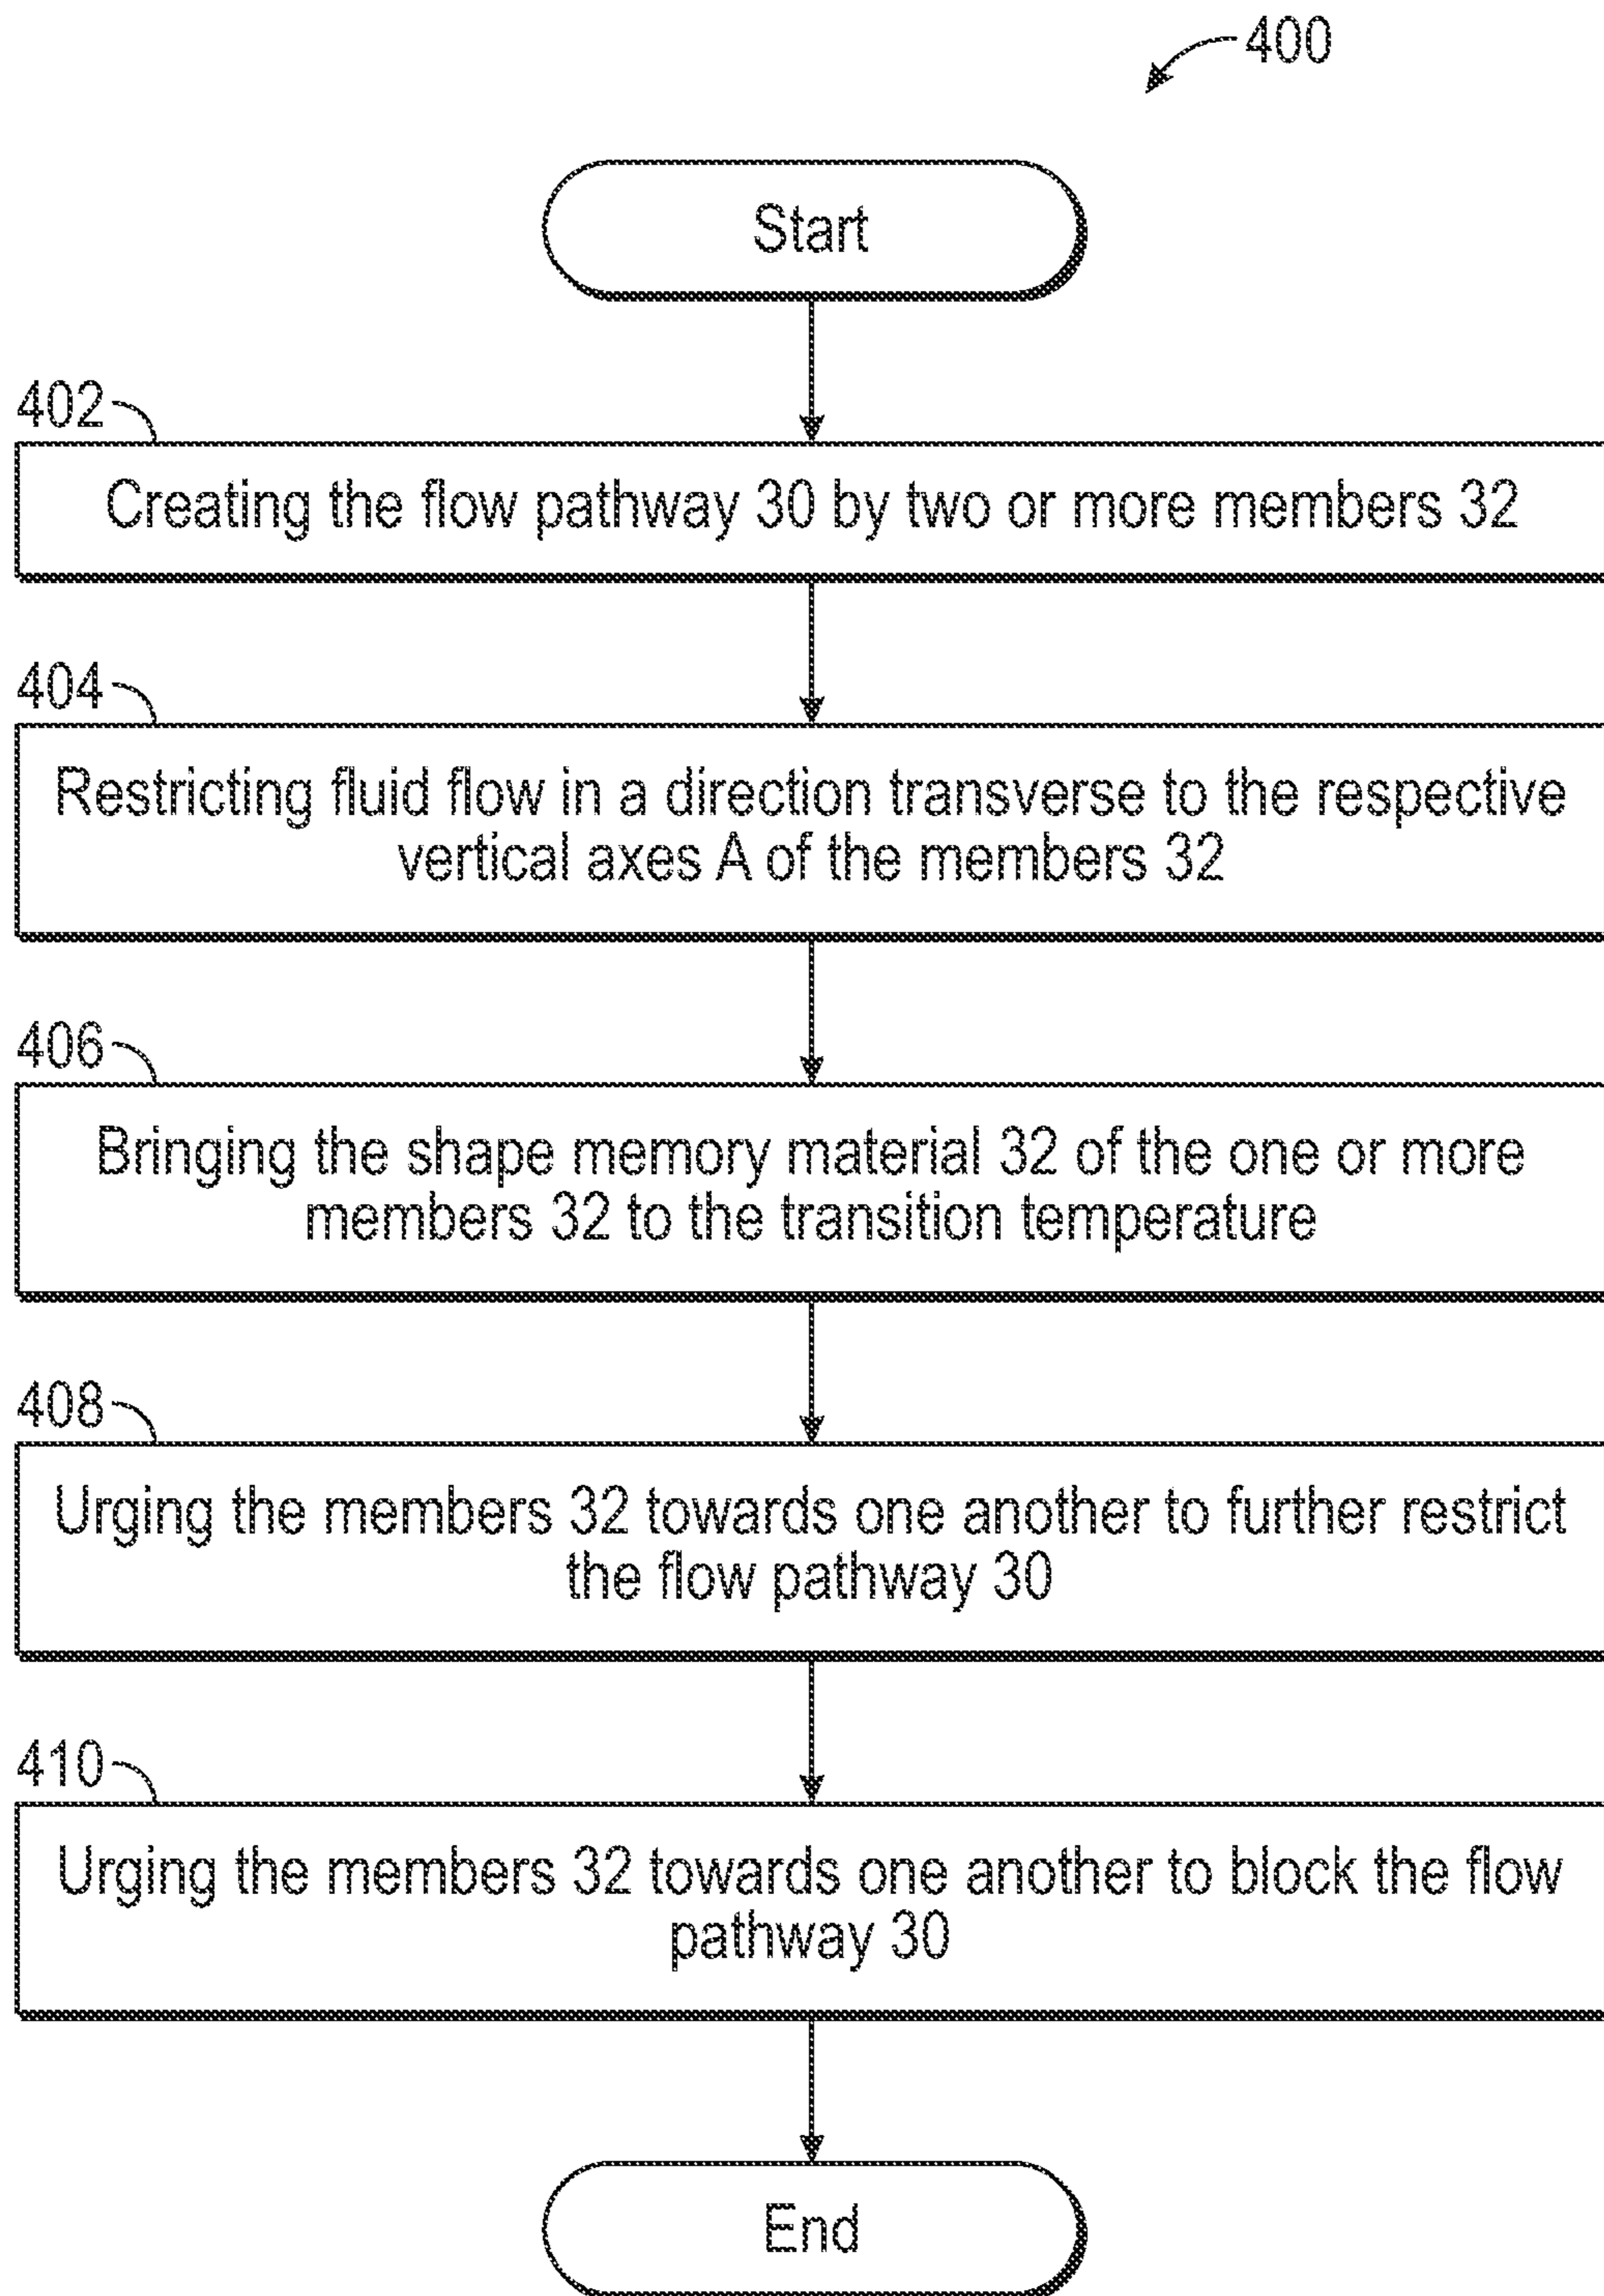 400
Start
402
Creating the flow pathway 30 by two or more members 32
404
Restricting fluid flow in a direction transverse to the respective
vertical axes A of the members 32
406
Bringing the shape memory material 32 of the one or more
members 32 to the transition temperature
408
Urging the members 32 towards one another to further restrict
the flow pathway 30
410
Urging the members 32 towards one another to block the flow
pathway 30
End